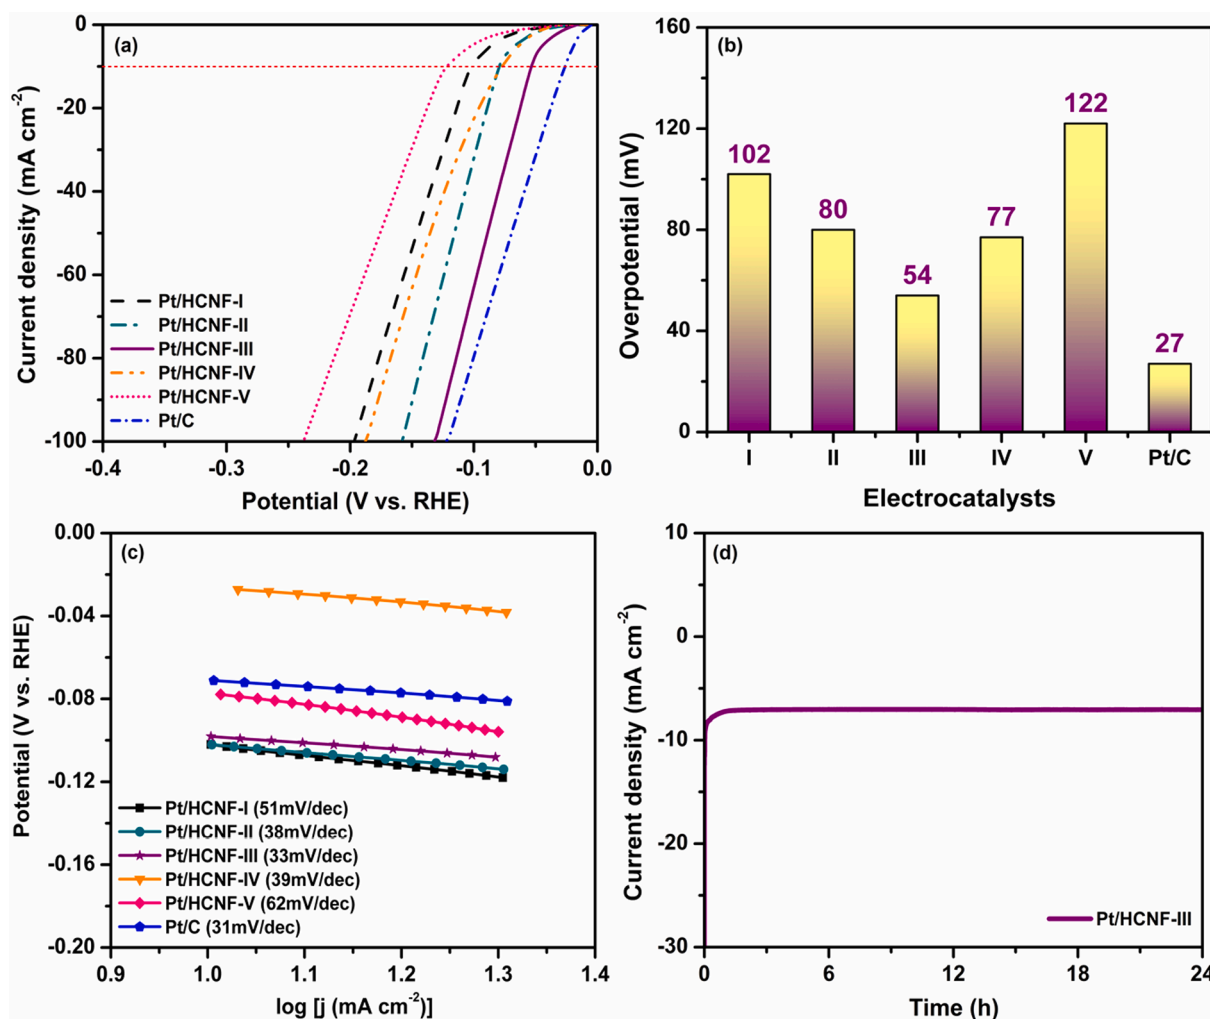 (a)
0
-20
-40
-60
-80
-100
Current density (mA cm-2)
Pt/HCNF-I
Pt/HCNF-II
Pt/HCNF-III
Pt/HCNF-IV
Pt/HCNF-V
Pt/C
-0.4
-0.3
-0.2
-0.1
0.0
Potential (V vs. RHE)
(b)
160
120
80
40
0
Overpotential (mV)
102
80
54
77
122
27
I
II
III
IV
V
Pt/C
Electrocatalysts
(c)
0.00
-0.04
-0.08
-0.12
-0.16
-0.20
Potential (V vs. RHE)
Pt/HCNF-I (51mV/dec)
Pt/HCNF-II (38mV/dec)
Pt/HCNF-III (33mV/dec)
Pt/HCNF-IV (39mV/dec)
Pt/HCNF-V (62mV/dec)
Pt/C (31mV/dec)
0.9
1.0
1.1
1.2
1.3
1.4
log [j (mA cm-2)]
(d)
10
0
-10
-20
-30
Current density (mA cm-2)
Pt/HCNF-III
0
6
12
18
24
Time (h)